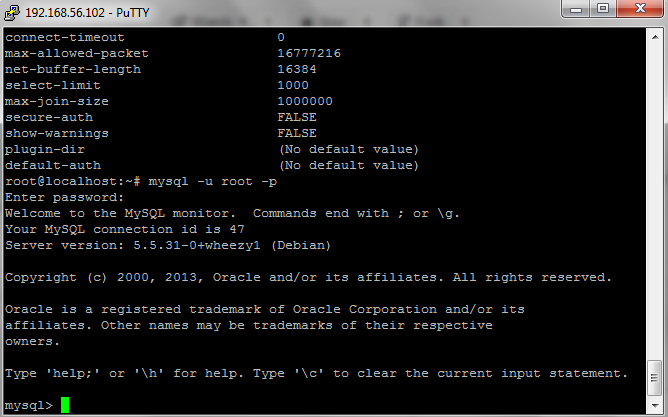 192.168.56.102 - PuTTY
connect-timeout 0
max-allowed-packet 16777216
net-buffer-length 16384
select-limit 1000
max-join-size 1000000
secure-auth FALSE
show-warnings FALSE
plugin-dir (No default value)
default-auth (No default value)
root@localhost:~# mysql -u root -p
Enter password:
Welcome to the MySQL monitor.  Commands end with ; or \g.
Your MySQL connection id is 47
Server version: 5.5.31-0+wheezy1 (Debian)
Copyright (c) 2000, 2013, Oracle and/or its affiliates. All rights reserved.
Oracle is a registered trademark of Oracle Corporation and/or its
affiliates. Other names may be trademarks of their respective
owners.
Type 'help;' or '\h' for help. Type '\c' to clear the current input statement.
mysql>